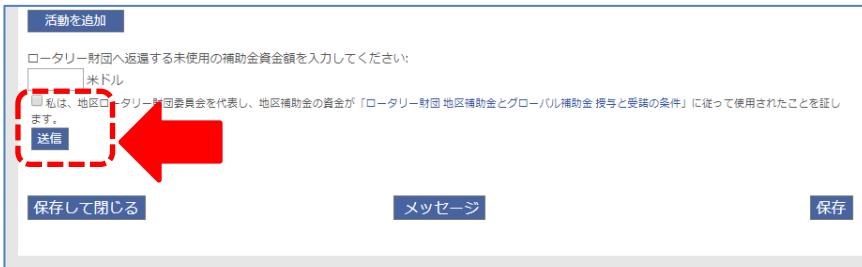 活動を追加
ロータリー財団へ返還する未使用の補助金資金額を入力してください:
米ドル
私は、地区ロータリー財団委員会を代表し、地区補助金の資金が「ロータリー財団 地区補助金とグローバル補助金 授与と受諾の条件」に従って使用されたことを証し
ます。
送信
保存して閉じる メッセージ 保存